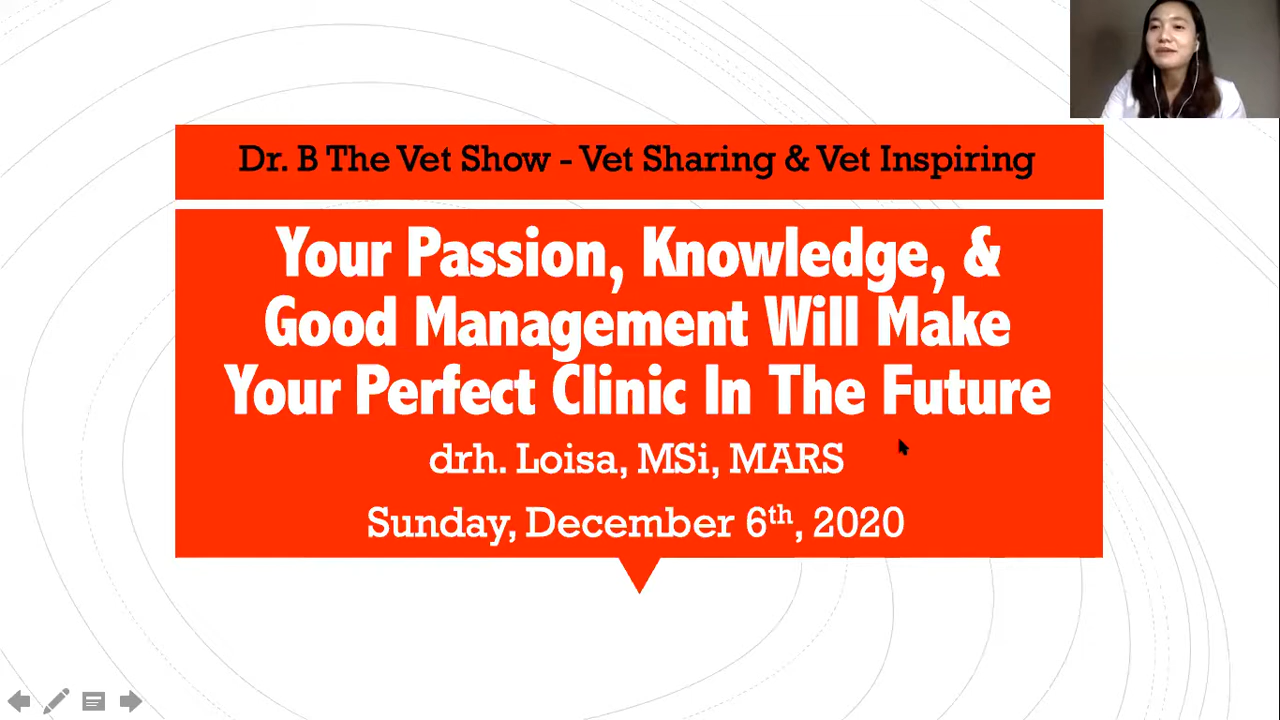 Dr. B The Vet Show - Vet Sharing & Vet Inspiring
Your Passion, Knowledge, &
Good Management Will Make
Your Perfect Clinic In The Future
drh. Loisa, MSi, MARS
Sunday, December 6th, 2020